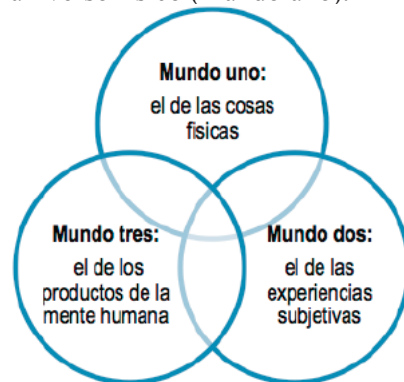 Mundo uno:
el de las cosas
fisicas
Mundo tres:
el de los
productos de la
mente humana
Mundo dos:
el de las
experiencias
subjetivas